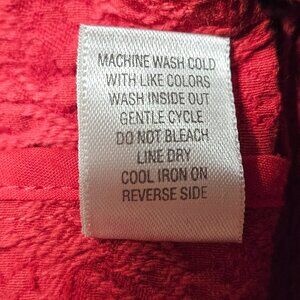 MACHINE WASH COLD
WITH LIKE COLORS
WASH INSIDE OUT
GENTLE CYCLE
DO NOT BLEACH
LINE DRY
COOL IRON ON
REVERSE SIDE